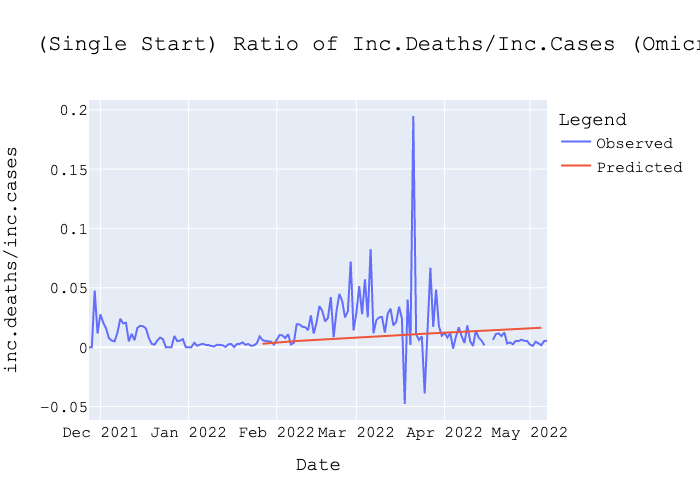 (Single Start) Ratio of Inc.Deaths/Inc.Cases (Omicr
inc.deaths/inc.cases
0.2
0.15
0.1
0.05
0
−0.05
Dec 2021 Jan 2022 Feb 2022 Mar 2022 Apr 2022 May 2022
Date
Legend
Observed
Predicted